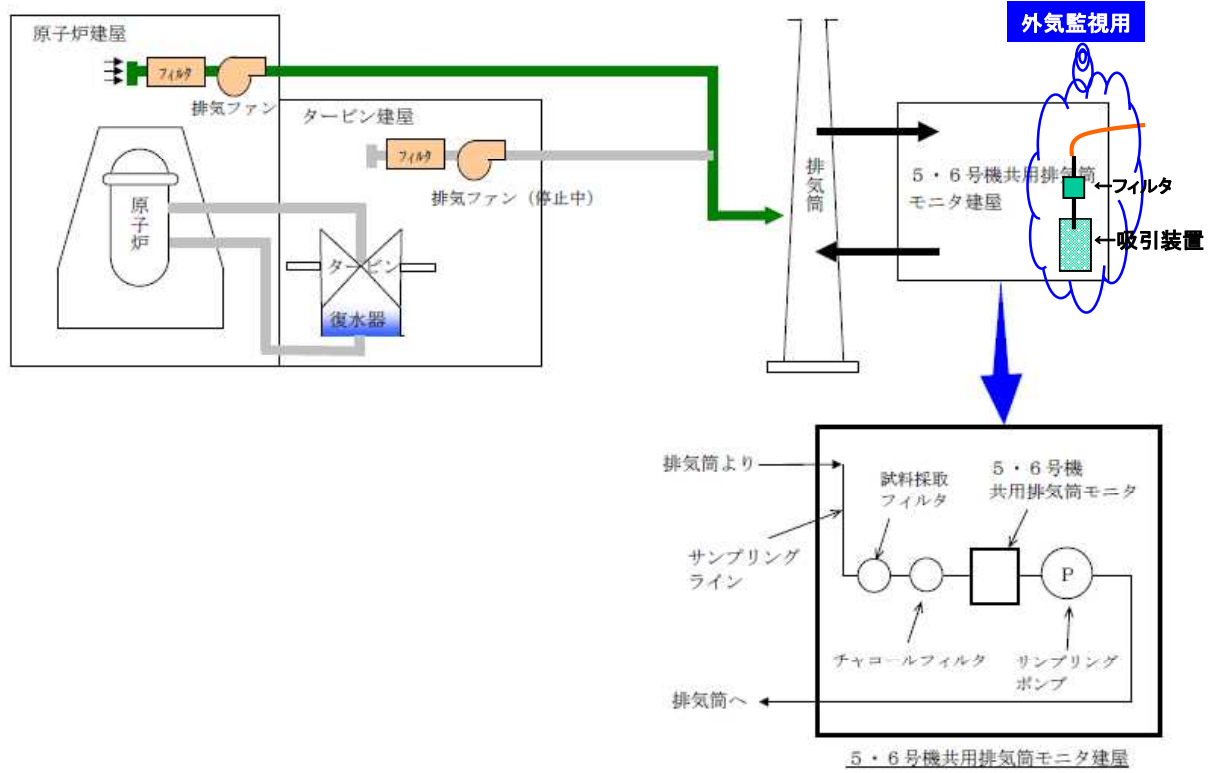 原子炉建屋
フィルタ
排気ファン
タービン建屋
フィルタ
排気ファン（停止中）
原子炉
タービン
復水器
排気筒
外気監視用
５・６号機共用排気筒
モニタ建屋
←フィルタ
←吸引装置
排気筒より
サンプリング
ライン
試料採取
フィルタ
５・６号機
共用排気筒モニタ
P
チャコールフィルタ
サンプリング
ポンプ
排気筒へ
５・６号機共用排気筒モニタ建屋